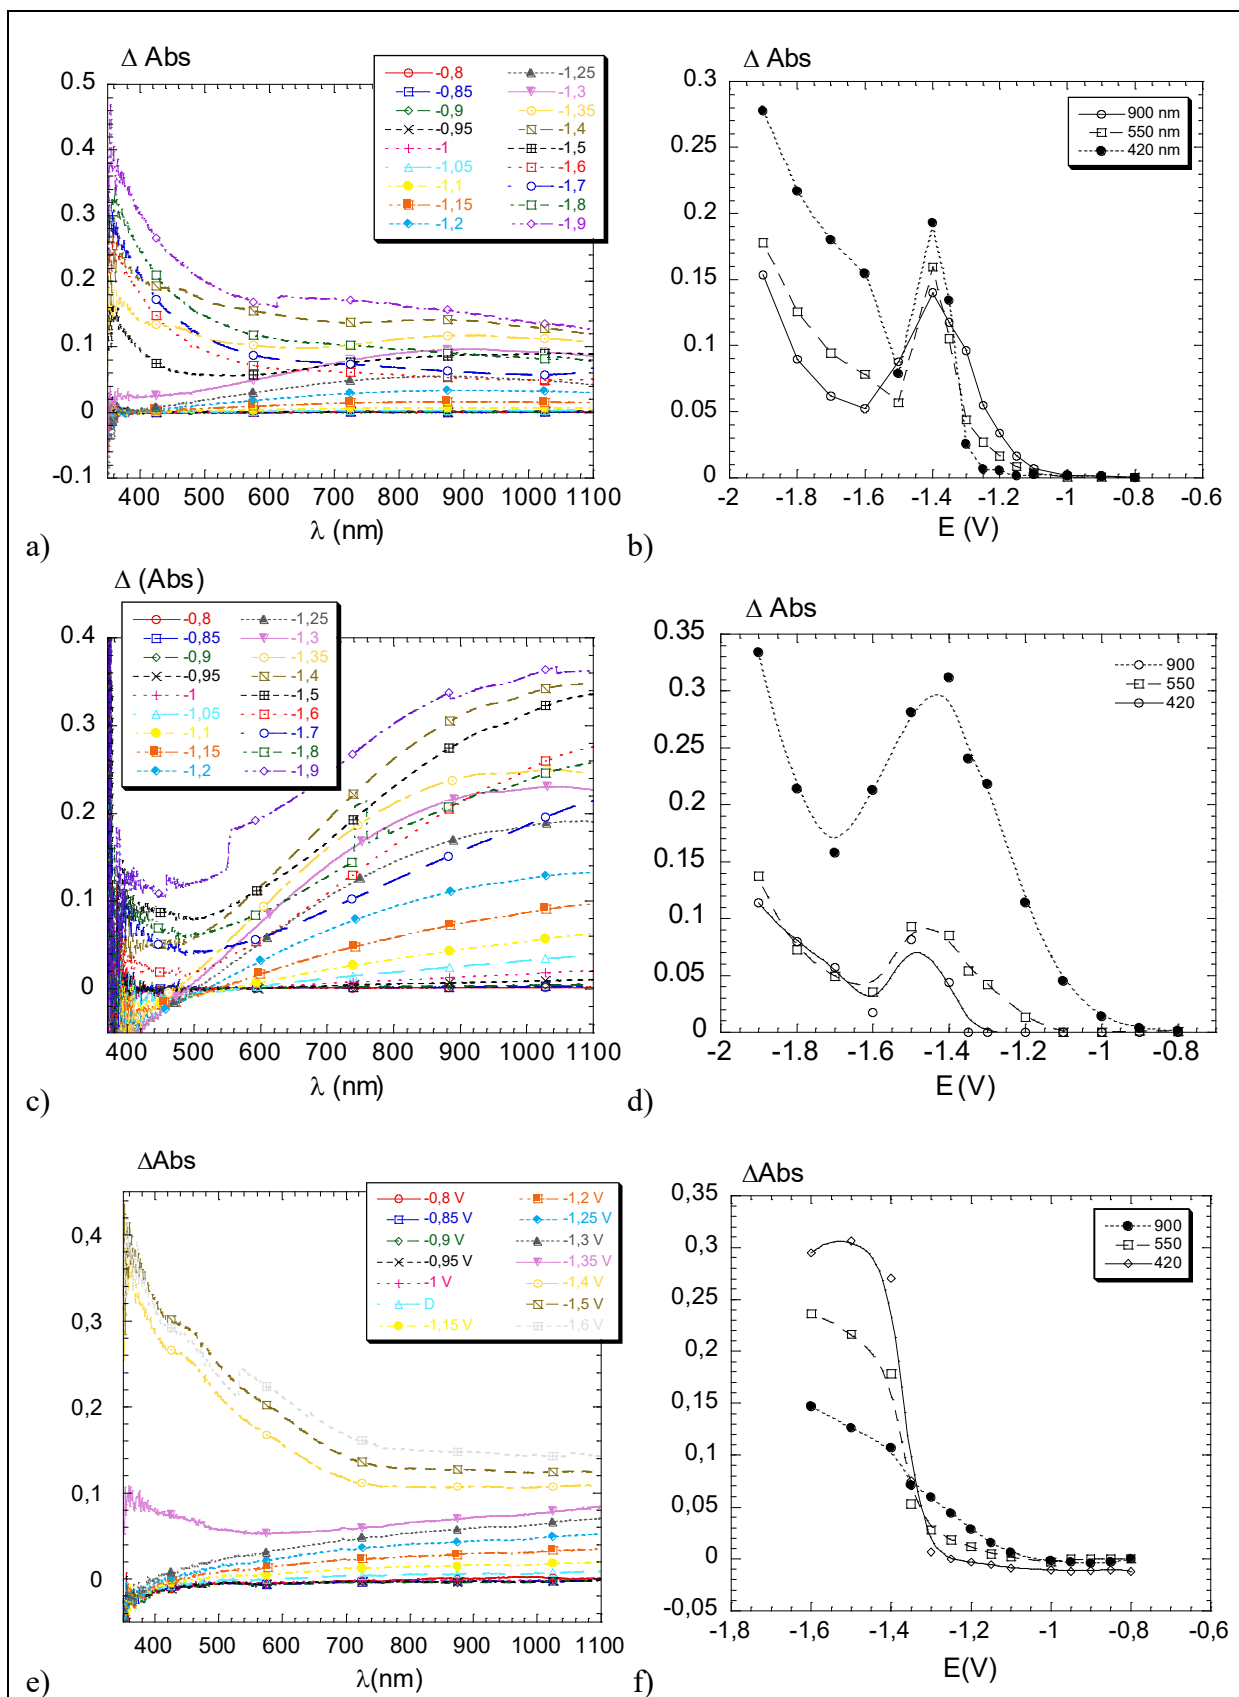 Δ Abs
0.5
0.4
0.3
0.2
0.1
0
-0.1
400 500 600 700 800 900 1000 1100
λ (nm)
-0,8 -1,25
-0,85 -1,3
-0,9 -1,35
-0,95 -1,4
-1 -1,5
-1,05 -1,6
-1,1 -1,7
-1,15 -1,8
-1,2 -1,9
a)
Δ Abs
0.3
0.25
0.2
0.15
0.1
0.05
0
-2 -1.8 -1.6 -1.4 -1.2 -1 -0.8 -0.6
E (V)
900 nm
550 nm
420 nm
b)
Δ (Abs)
0.4
0.3
0.2
0.1
0
400 500 600 700 800 900 1000 1100
λ (nm)
-0,8 -1,25
-0,85 -1,3
-0,9 -1,35
-0,95 -1,4
-1 -1,5
-1,05 -1,6
-1,1 -1.7
-1,15 -1,8
-1,2 -1,9
c)
Δ Abs
0.35
0.3
0.25
0.2
0.15
0.1
0.05
0
-2 -1.8 -1.6 -1.4 -1.2 -1 -0.8
E (V)
900
550
420
d)
ΔAbs
0,4
0,3
0,2
0,1
0
400 500 600 700 800 900 1000 1100
λ(nm)
-0,8 V -1,2 V
-0,85 V -1,25 V
-0,9 V -1,3 V
-0,95 V -1,35 V
-1 V -1,4 V
D -1,5 V
-1,15 V -1,6 V
e)
ΔAbs
0,35
0,3
0,25
0,2
0,15
0,1
0,05
0
-0,05
-1,8 -1,6 -1,4 -1,2 -1 -0,8 -0,6
E(V)
900
550
420
f)